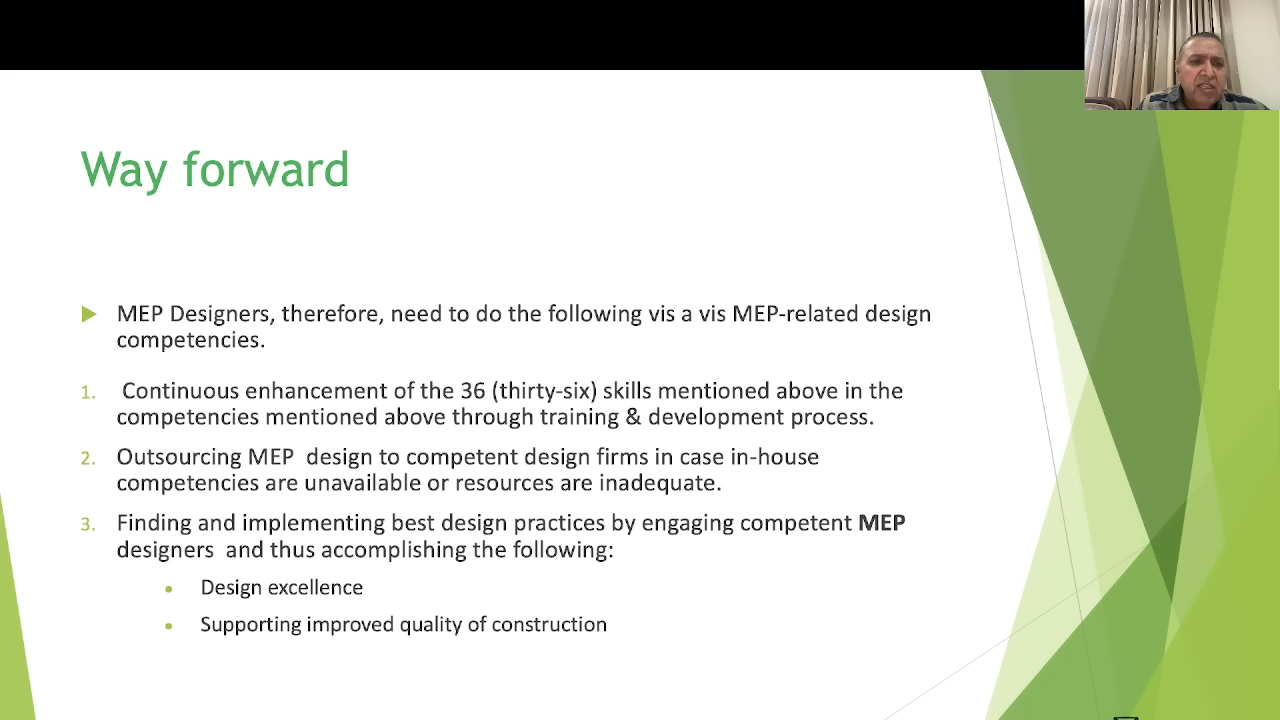 Way forward
MEP Designers, therefore, need to do the following vis a vis MEP-related design
competencies.
1. Continuous enhancement of the 36 (thirty-six) skills mentioned above in the
competencies mentioned above through training & development process.
2. Outsourcing MEP design to competent design firms in case in-house
competencies are unavailable or resources are inadequate.
3. Finding and implementing best design practices by engaging competent MEP
designers and thus accomplishing the following:
• Design excellence
• Supporting improved quality of construction